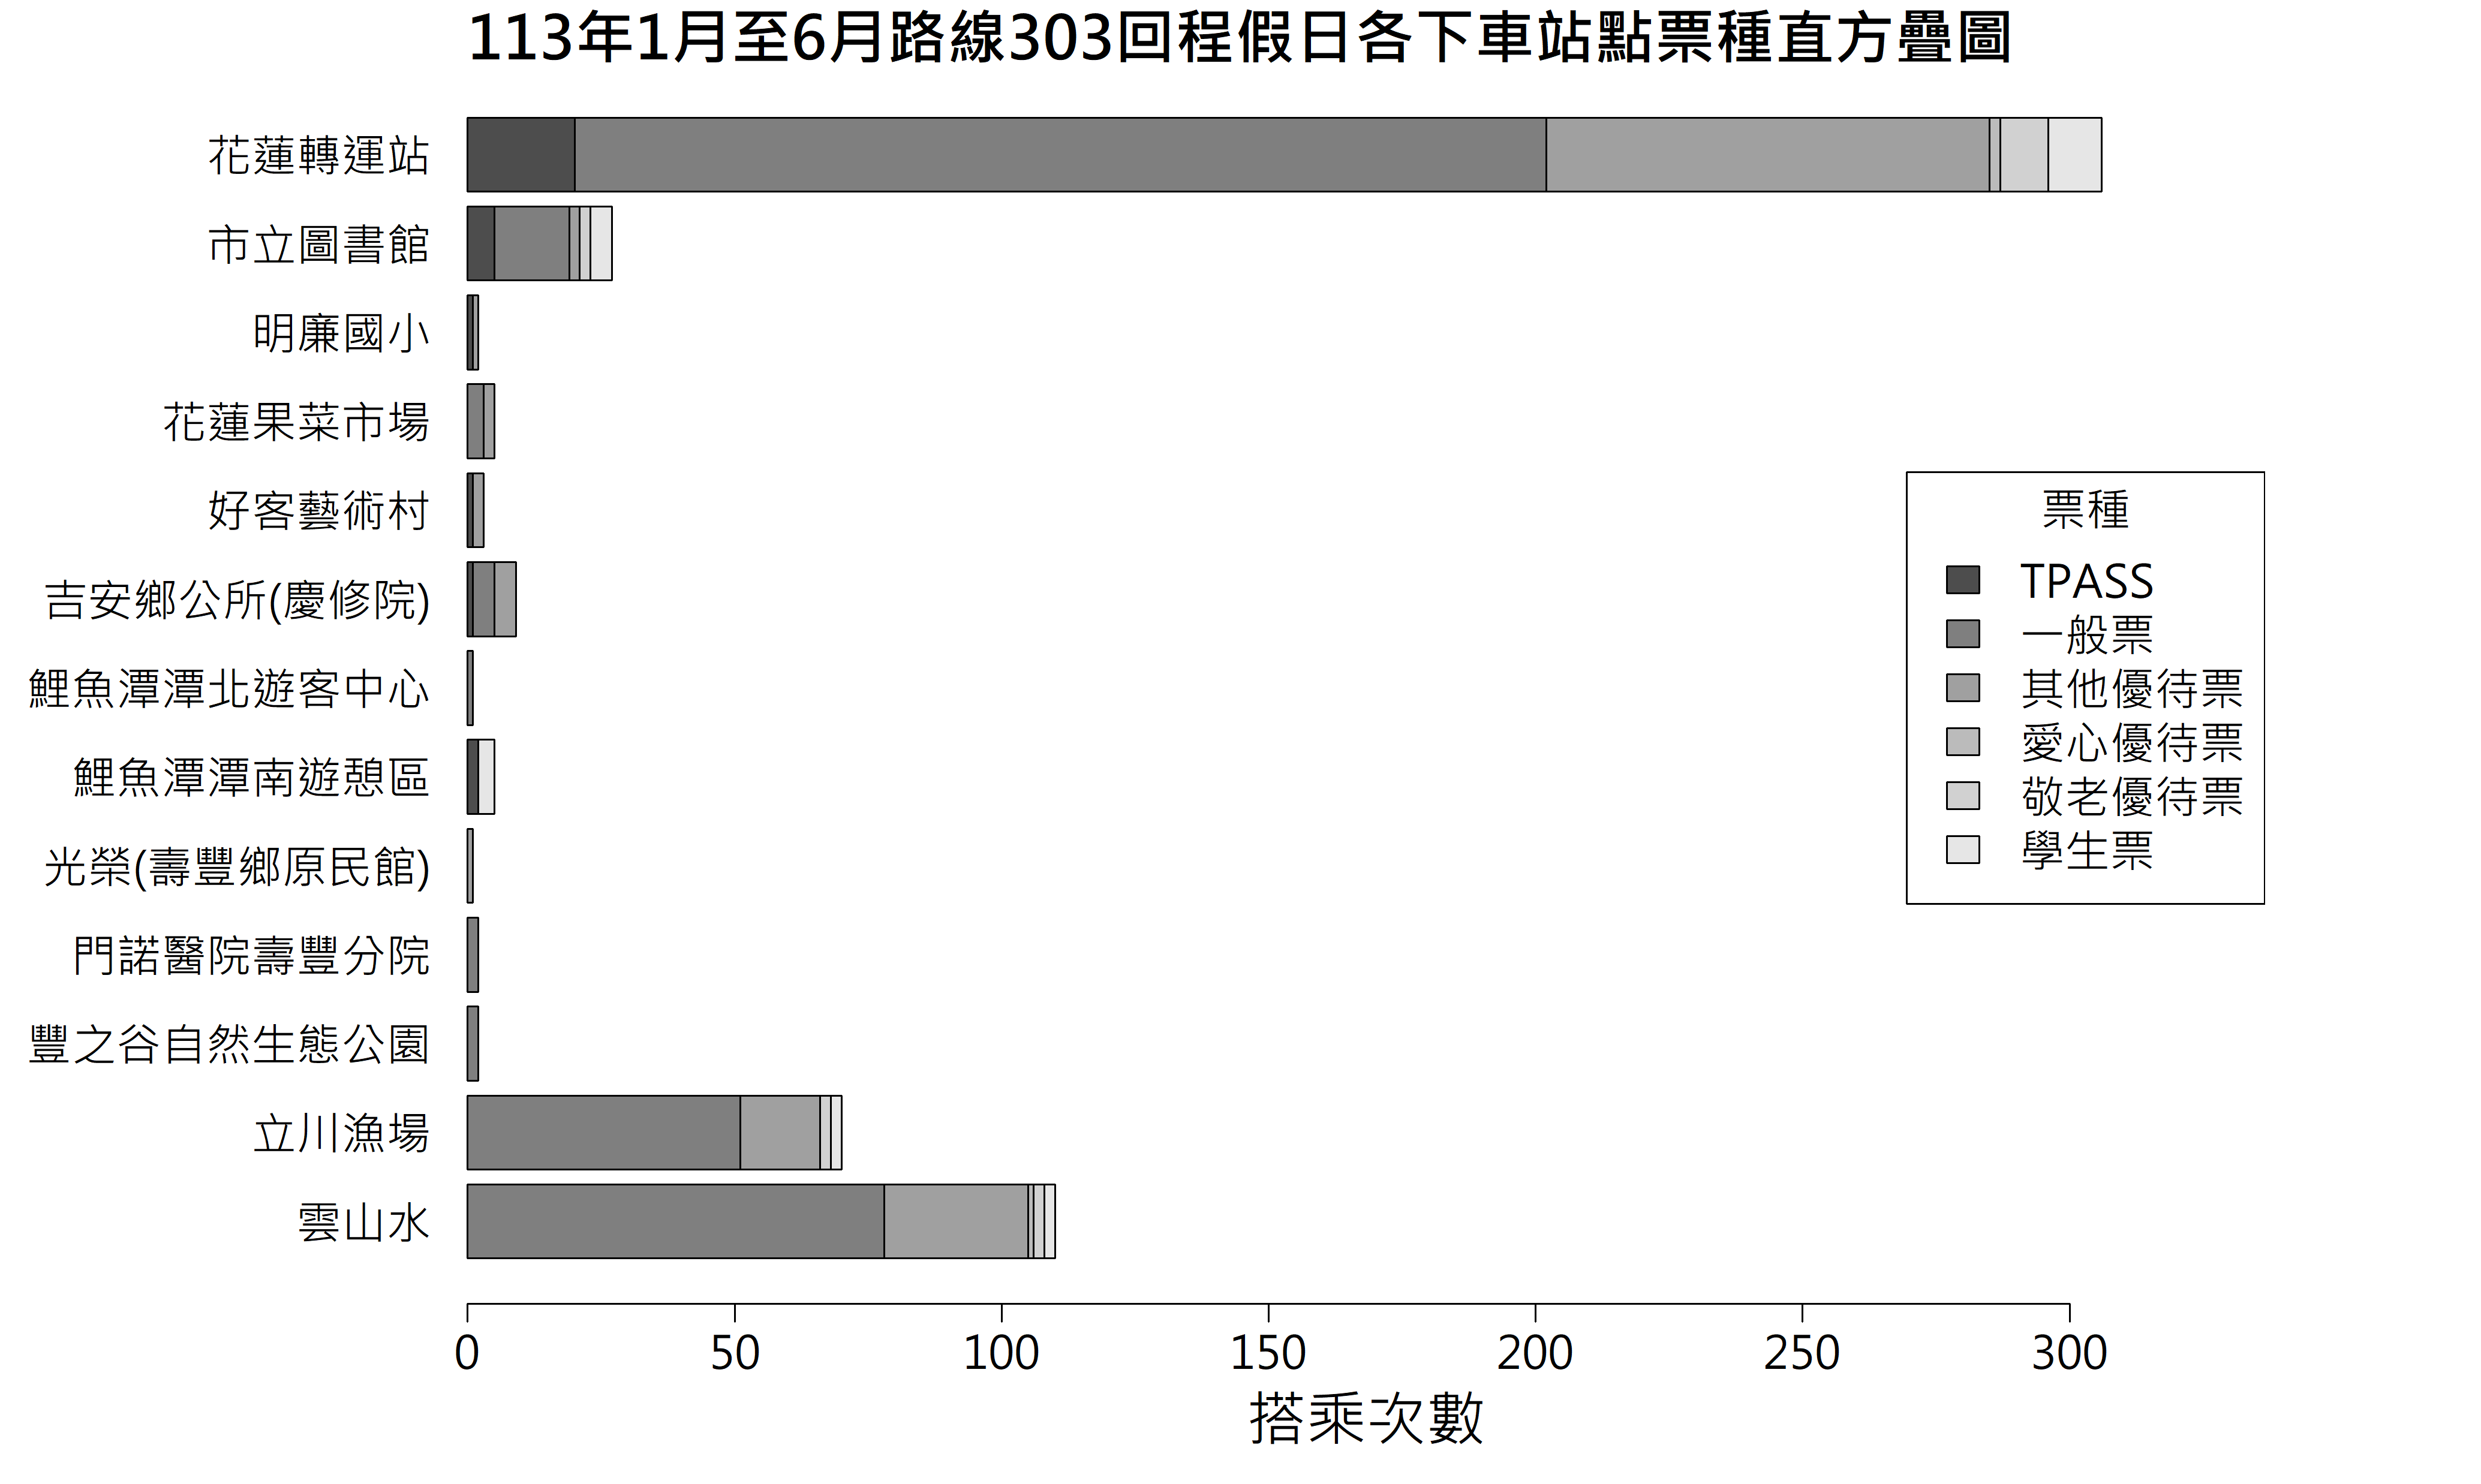 113年1月至6月路線303回程假日各下車站點票種直方疊圖
花蓮轉運站
市立圖書館
明廉國小
花蓮果菜市場
好客藝術村
吉安鄉公所(慶修院)
鯉魚潭潭北遊客中心
鯉魚潭潭南遊憩區
光榮(壽豐鄉原民館)
門諾醫院壽豐分院
豐之谷自然生態公園
立川漁場
雲山水
票種
TPASS
一般票
其他優待票
愛心優待票
敬老優待票
學生票
0 50 100 150 200 250 300
搭乘次數